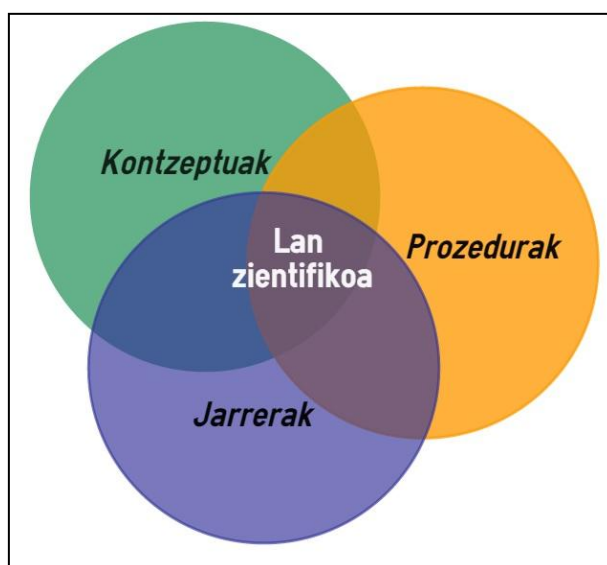 Kontzeptuak
Lan
zientifikoa
Prozedurak
Jarrerak